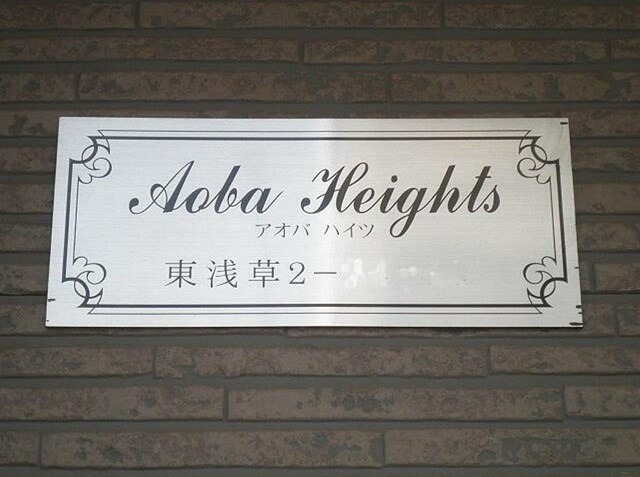 Aoba Heights
アオバ ハイツ
東浅草2－